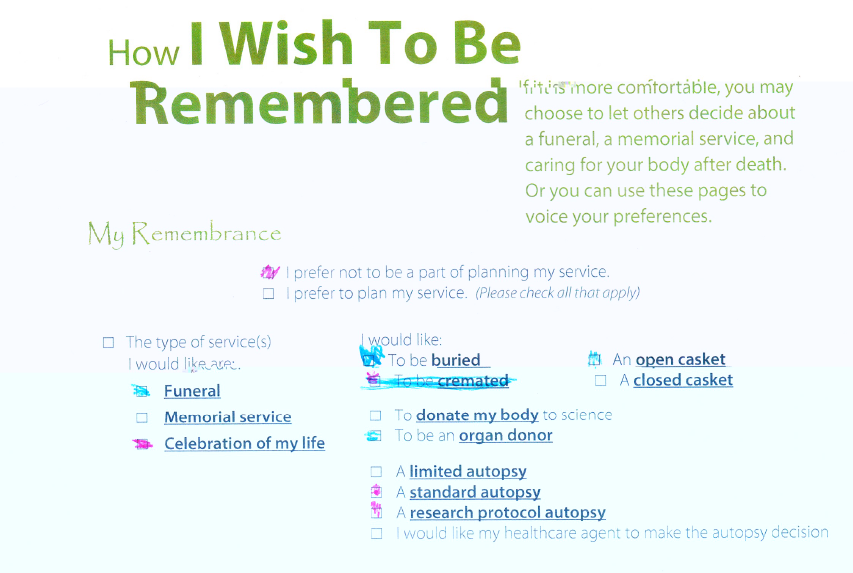 How I Wish To Be
Remembered
If it is more comfortable, you may
choose to let others decide about
a funeral, a memorial service, and
caring for your body after death.
Or you can use these pages to
voice your preferences.
My Remembrance
I prefer not to be a part of planning my service.
I prefer to plan my service. (Please check all that apply)
The type of service(s)
I would like are:
Funeral
Memorial service
Celebration of my life
I would like:
To be buried
To be cremated
An open casket
A closed casket
To donate my body to science
To be an organ donor
A limited autopsy
A standard autopsy
A research protocol autopsy
I would like my healthcare agent to make the autopsy decision